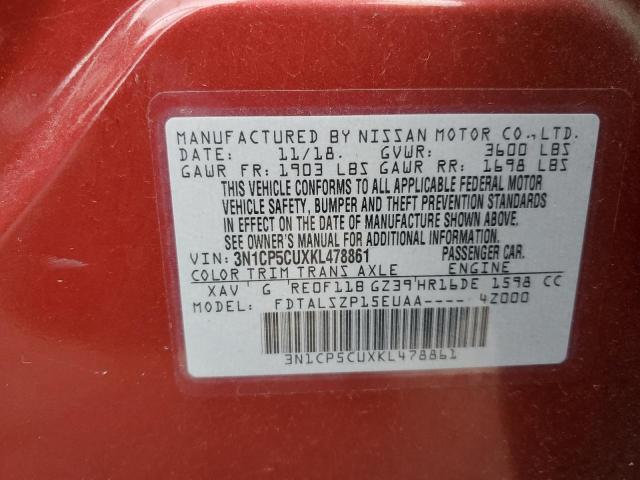 MANUFACTURED BY NISSAN MOTOR CO.,LTD.
DATE: 11/18. GVWR: 3600 LBS
GAWR FR: 1903 LBS GAWR RR: 1698 LBS
THIS VEHICLE CONFORMS TO ALL APPLICABLE FEDERAL MOTOR
VEHICLE SAFETY, BUMPER AND THEFT PREVENTION STANDARDS
IN EFFECT ON THE DATE OF MANUFACTURE SHOWN ABOVE.
SEE OWNER'S MANUAL FOR ADDITIONAL INFORMATION.
VIN: 3N1CP5CUXKL478861 PASSENGER CAR.
COLOR TRIM TRANS AXLE ENGINE
XAV G RE0F11B GZ39 HR16DE 1598 CC
MODEL: FDTALSZP15EUAA---- 4Z000
3N1CP5CUXKL478861